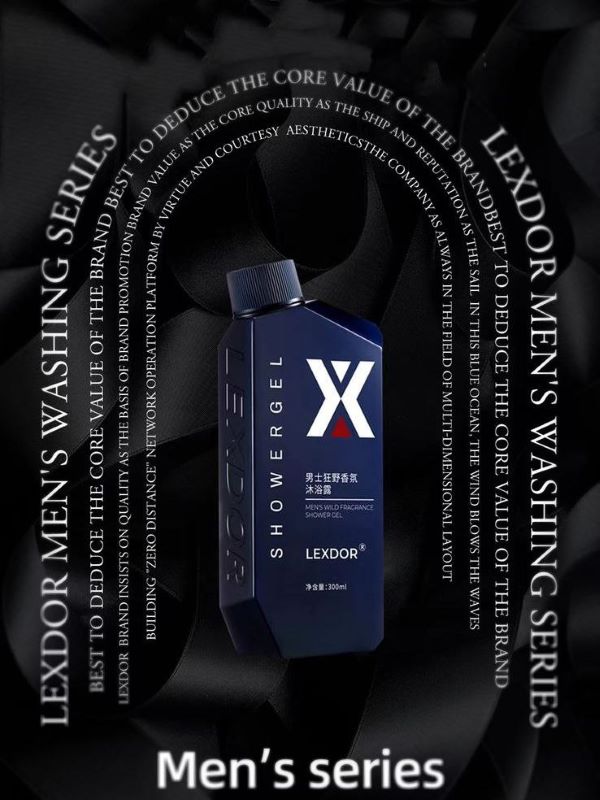 LEXDOR MEN'S WASHING SERIES
BEST TO DEDUCE THE CORE VALUE OF THE BRAND BEST TO DEDUCE THE CORE VALUE OF THE BRANDBEST TO DEDUCE THE CORE VALUE OF THE BRAND
LEXDOR BRAND INSISTS ON QUALITY AS THE BASIS OF BRAND PROMOTION BRAND VALUE AS THE CORE QUALITY AS THE SHIP AND REPUTATION AS THE SAIL IN THIS BLUE OCEAN, THE WIND BLOWS THE WAVES
BUILDING "ZERO DISTANCE" NETWORK OPERATION PLATFORM BY VIRTUE AND COURTESY AESTHETICSTHE COMPANY AS ALWAYS IN THE FIELD OF MULTI-DIMENSIONAL LAYOUT
LEXDOR MEN'S WASHING SERIES
LEXDOR
SHOWERGEL
X
男士狂野香氛
沐浴露
MEN'S WILD FRAGRANCE
SHOWER GEL
LEXDOR®
净含量:300ml
Men's series